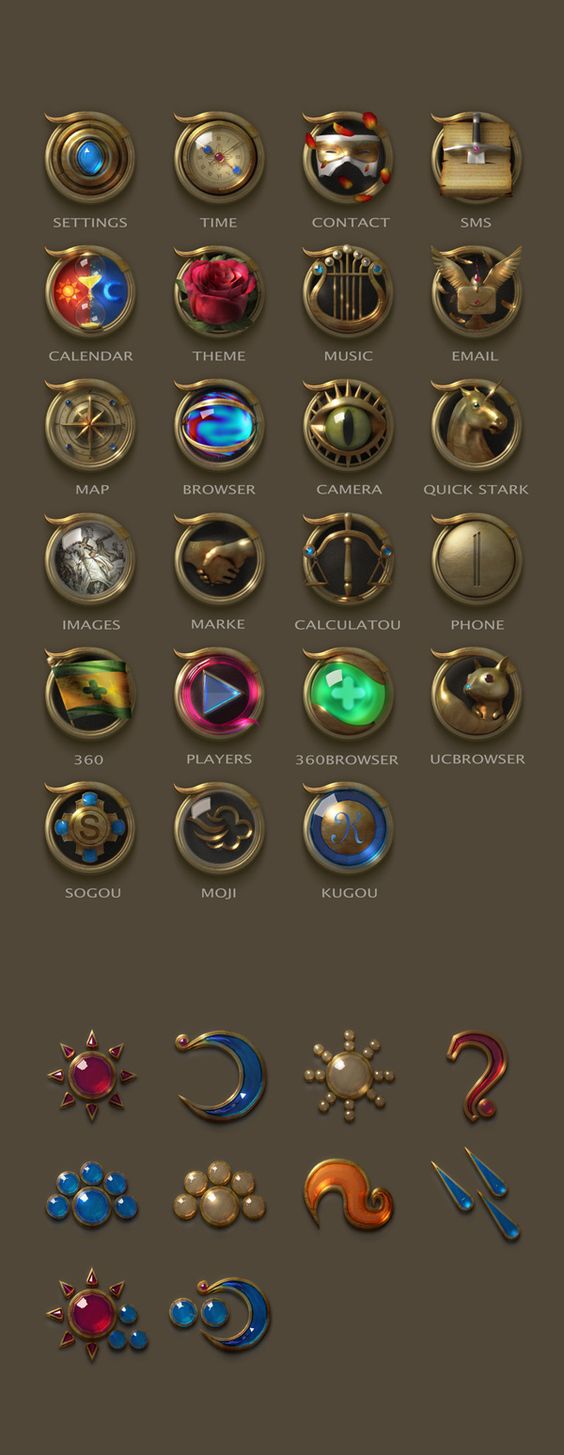 SETTINGS TIME CONTACT SMS
CALENDAR THEME MUSIC EMAIL
MAP BROWSER CAMERA QUICK STARK
IMAGES MARKE CALCULATOU PHONE
360 PLAYERS 360BROWSER UCBROWSER
S K
SOGOU MOJI KUGOU